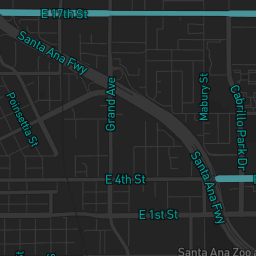 E 17th St
Santa Ana Fwy
Grand Ave
Mabury St
Poinsettia St
Cabrillo Park Dr
Santa Ana Fwy
E 4th St
E 1st St
Santa Ana Zoo a